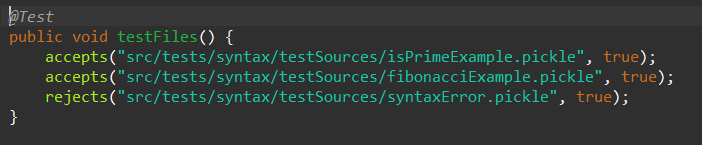 @Test
public void testFiles() {
    accepts("src/tests/syntax/testSources/isPrimeExample.pickle", true);
    accepts("src/tests/syntax/testSources/fibonacciExample.pickle", true);
    rejects("src/tests/syntax/testSources/syntaxError.pickle", true);
}